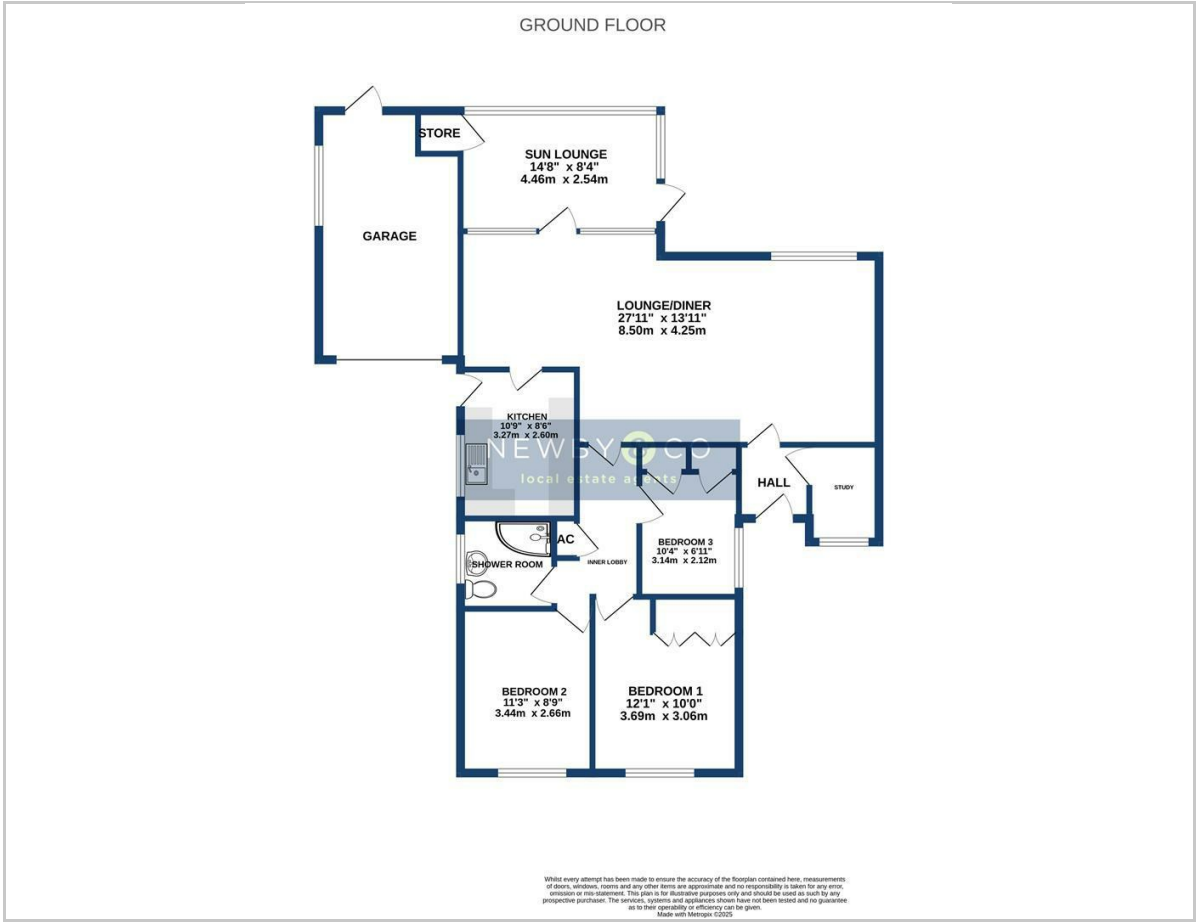 GROUND FLOOR
STORE
SUN LOUNGE
14'8" x 8'4"
4.46m x 2.54m
GARAGE
LOUNGE/DINER
27'11" x 13'11"
8.50m x 4.25m
KITCHEN
10'9" x 8'6"
3.27m x 2.60m
NEWBY & CO
local estate agents
HALL
STUDY
AC
BEDROOM 3
10'4" x 6'11"
3.14m x 2.12m
SHOWER ROOM
INNER LOBBY
BEDROOM 2
11'3" x 8'9"
3.44m x 2.66m
BEDROOM 1
12'1" x 10'0"
3.69m x 3.06m
Whilst every attempt has been made to ensure the accuracy of the floorplan contained here, measurements
of doors, windows, rooms and any other items are approximate and no responsibility is taken for any error,
omission or mis-statement. This plan is for illustrative purposes only and should be used as such by any
prospective purchaser. The services, systems and appliances shown have not been tested and no guarantee
as to their operability or efficiency can be given.
Made with Metropix ©2025